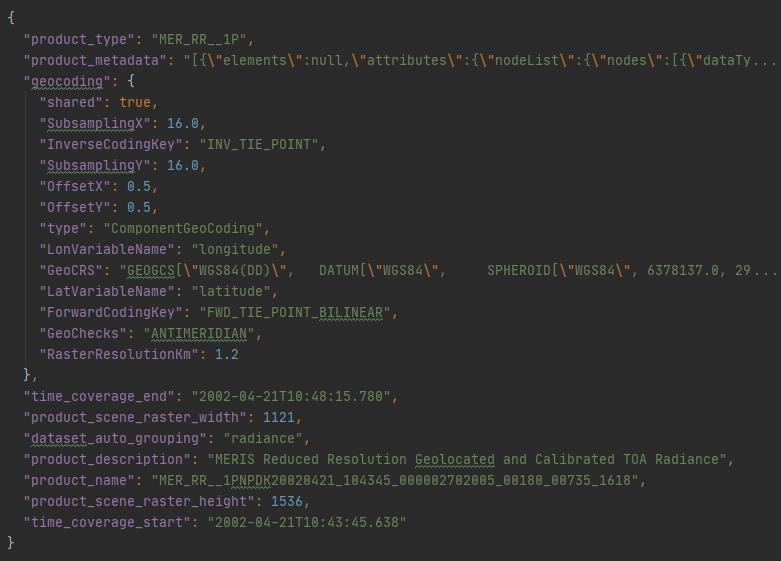 {
  "product_type": "MER_RR__1P",
  "product_metadata": "[{\"elements\":null,\"attributes\":{\"nodeList\":{\"nodes\":[{\"dataTy...
  "geocoding": {
    "shared": true,
    "SubsamplingX": 16.0,
    "InverseCodingKey": "INV_TIE_POINT",
    "SubsamplingY": 16.0,
    "OffsetX": 0.5,
    "OffsetY": 0.5,
    "type": "ComponentGeoCoding",
    "LonVariableName": "longitude",
    "GeoCRS": "GEOGCS[\"WGS84(DD)\",   DATUM[\"WGS84\",     SPHEROID[\"WGS84\", 6378137.0, 29...
    "LatVariableName": "latitude",
    "ForwardCodingKey": "FWD_TIE_POINT_BILINEAR",
    "GeoChecks": "ANTIMERIDIAN",
    "RasterResolutionKm": 1.2
  },
  "time_coverage_end": "2002-04-21T10:48:15.780",
  "product_scene_raster_width": 1121,
  "dataset_auto_grouping": "radiance",
  "product_description": "MERIS Reduced Resolution Geolocated and Calibrated TOA Radiance",
  "product_name": "MER_RR__1PNPDK20020421_104345_000002702005_00180_00735_1618",
  "product_scene_raster_height": 1536,
  "time_coverage_start": "2002-04-21T10:43:45.638"
}